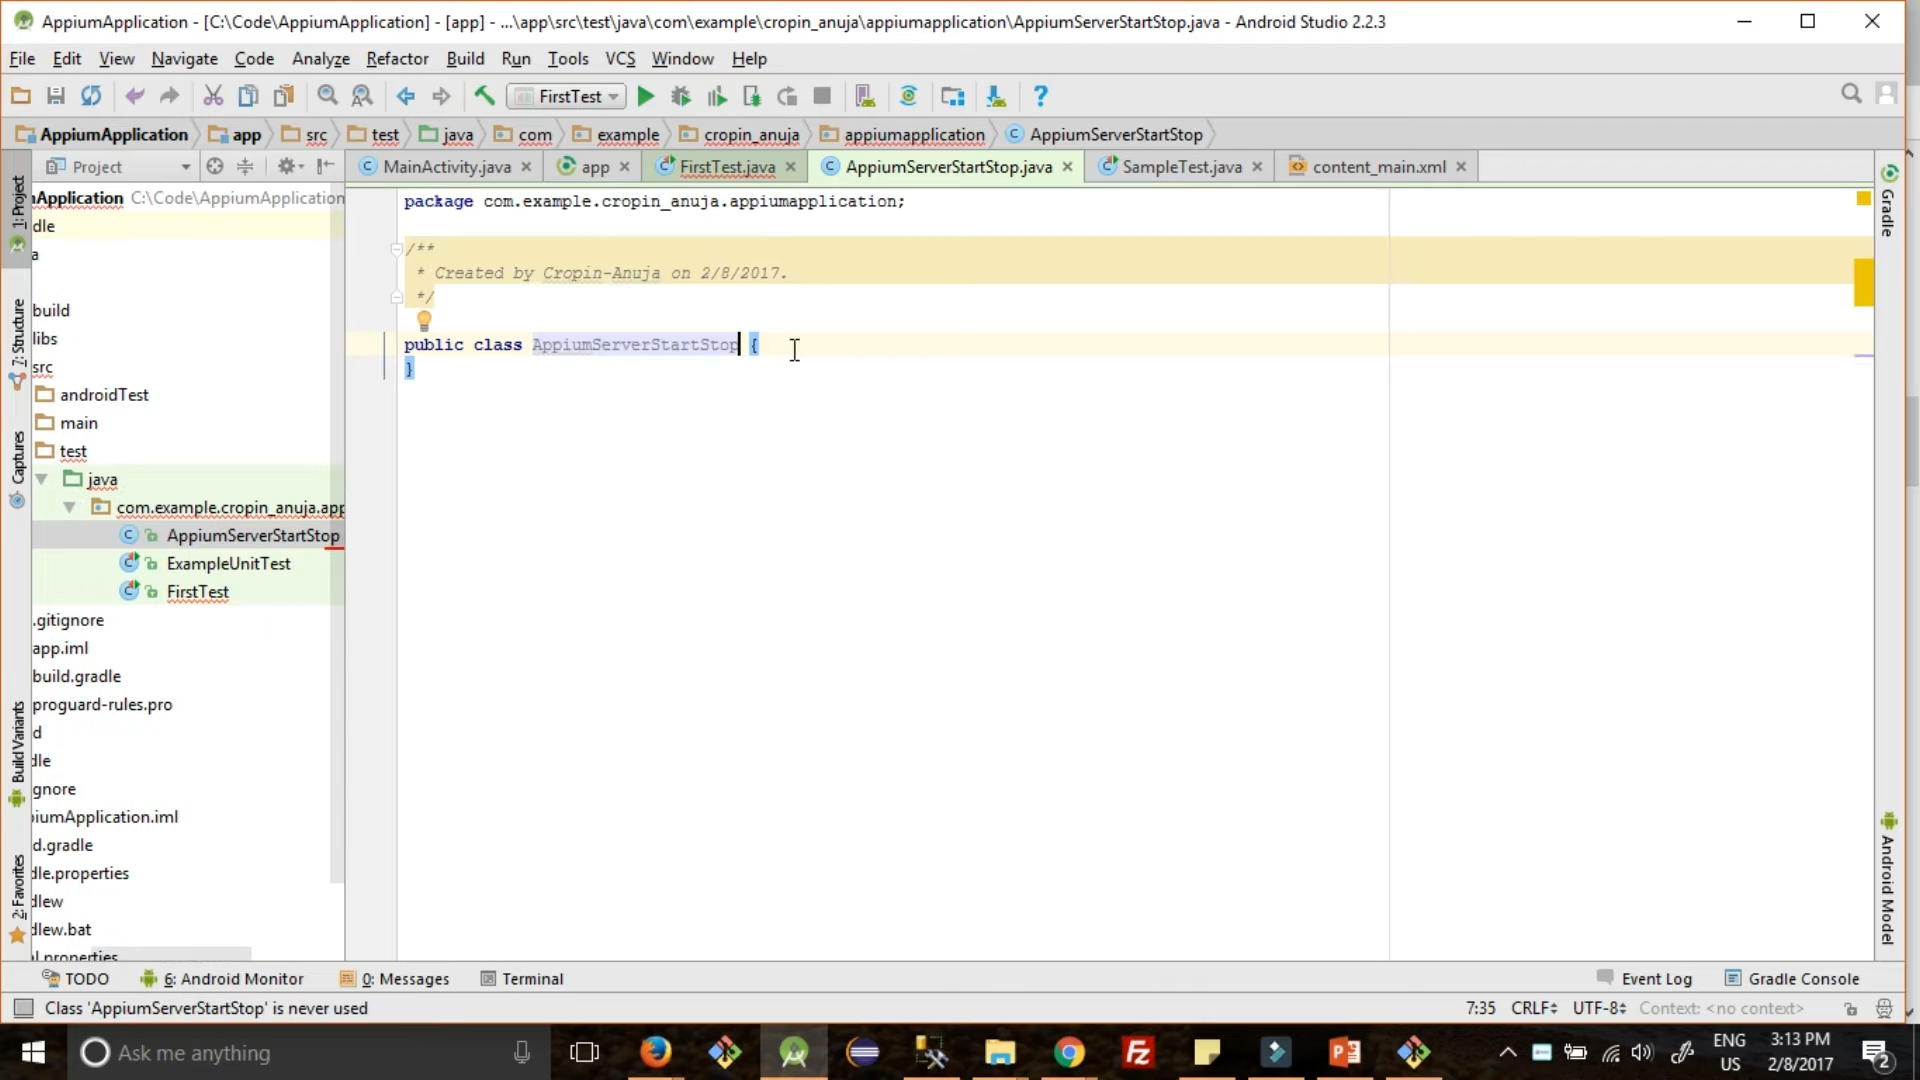 AppiumApplication - [C:\Code\AppiumApplication] - [app] - ...\app\src\test\java\com\example\cropin_anuja\appiumapplication\AppiumServerStartStop.java - Android Studio 2.2.3
File Edit View Navigate Code Analyze Refactor Build Run Tools VCS Window Help
FirstTest
AppiumApplication app src test java com example cropin_anuja appiumapplication AppiumServerStartStop
Project MainActivity.java app FirstTest.java AppiumServerStartStop.java SampleTest.java content_main.xml
1: Project
7: Structure
Captures
Build Variants
2: Favorites
Application C:\Code\AppiumApplication
dle
a
build
libs
src
androidTest
main
test
java
com.example.cropin_anuja.app
AppiumServerStartStop
ExampleUnitTest
FirstTest
.gitignore
app.iml
build.gradle
proguard-rules.pro
d
dle
gnore
iumApplication.iml
d.gradle
dle.properties
dlew
dlew.bat
l.properties
package com.example.cropin_anuja.appiumapplication;
/**
* Created by Cropin-Anuja on 2/8/2017.
*/
public class AppiumServerStartStop {
}
Gradle
Android Model
TODO 6: Android Monitor 0: Messages Terminal Event Log Gradle Console
Class 'AppiumServerStartStop' is never used 7:35 CRLF UTF-8 Context: <no context>
Ask me anything
ENG
US
3:13 PM
2/8/2017
2